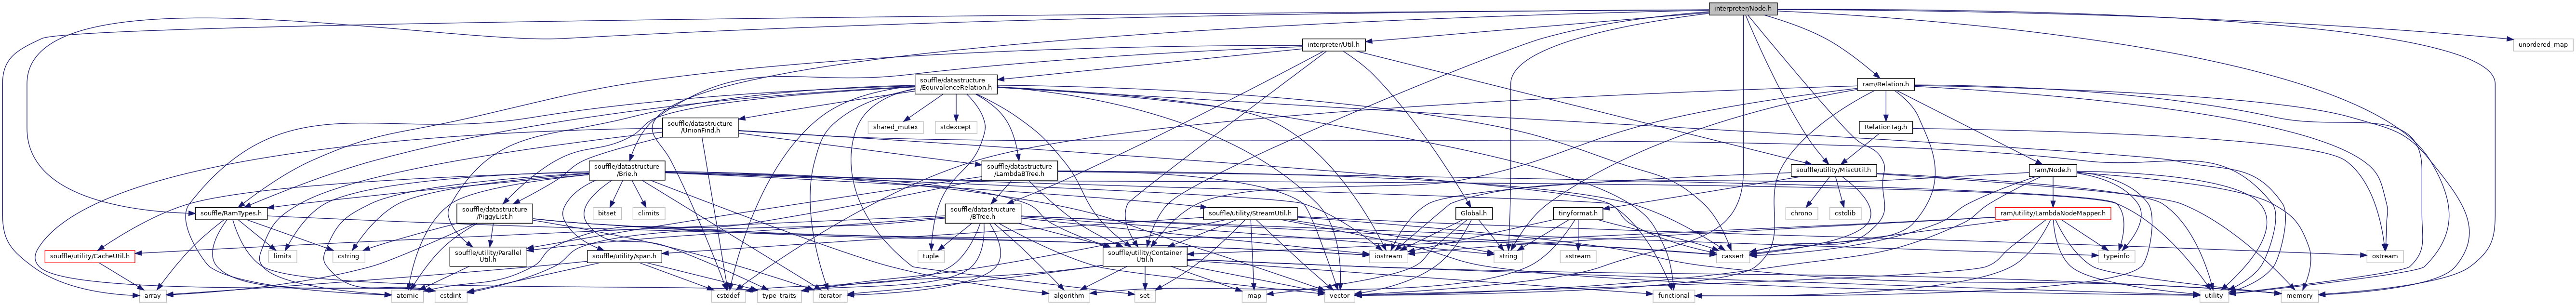 interpreter/Node.h
interpreter/Util.h
unordered_map
souffle/datastructure
/EquivalenceRelation.h
ram/Relation.h
souffle/datastructure
/UnionFind.h
shared_mutex
stdexcept
RelationTag.h
souffle/datastructure
/Brie.h
souffle/datastructure
/LambdaBTree.h
souffle/utility/MiscUtil.h
ram/Node.h
souffle/RamTypes.h
souffle/datastructure
/PiggyList.h
bitset
climits
souffle/datastructure
/BTree.h
souffle/utility/StreamUtil.h
Global.h
tinyformat.h
chrono
cstdlib
ram/utility/LambdaNodeMapper.h
souffle/utility/CacheUtil.h
limits
cstring
souffle/utility/Parallel
Util.h
souffle/utility/span.h
tuple
souffle/utility/Container
Util.h
iostream
string
sstream
cassert
typeinfo
ostream
array
atomic
cstdint
cstddef
type_traits
iterator
algorithm
set
map
vector
functional
utility
memory